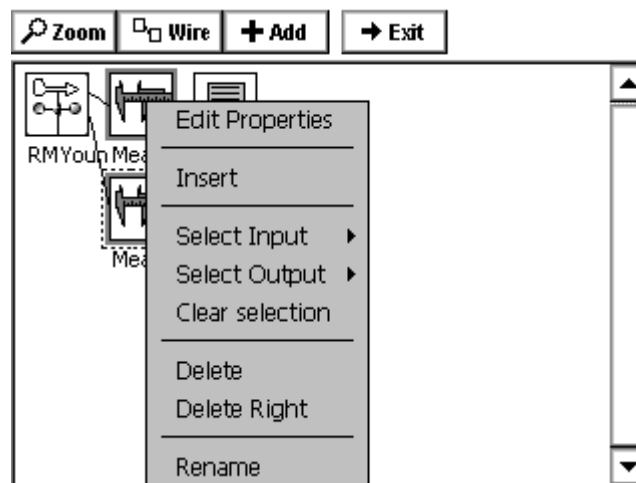 Zoom Wire Add Exit
RMYoun Mea
Mea
Edit Properties
Insert
Select Input
Select Output
Clear selection
Delete
Delete Right
Rename